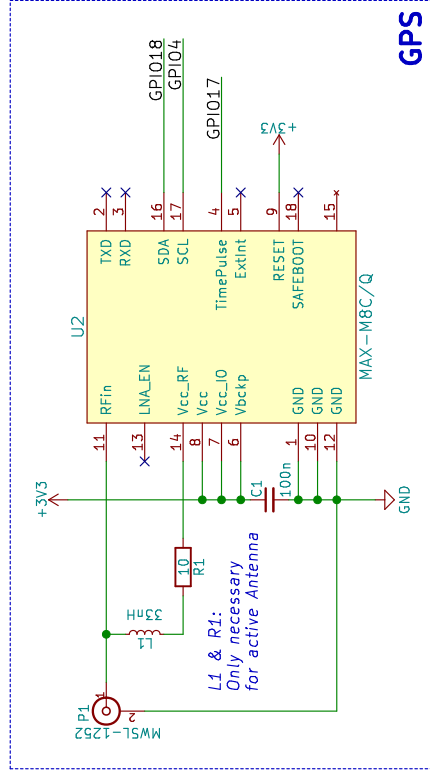 GPS
GPIO18
GPIO4
GPIO17
+3V3
2
3
16
17
4
5
9
18
15
TXD
RXD
SDA
SCL
TimePulse
ExtInt
RESET
SAFEBOOT
U2
MAX-M8C/Q
RFin
LNA_EN
Vcc_RF
Vcc
Vcc_IO
Vbckp
GND
GND
GND
11
13
14
8
7
6
1
10
12
+3V3
C1
100n
GND
10
R1
33nH
L1
L1 & R1:
Only necessary
for active Antenna
P1
1
2
MWSL-1252